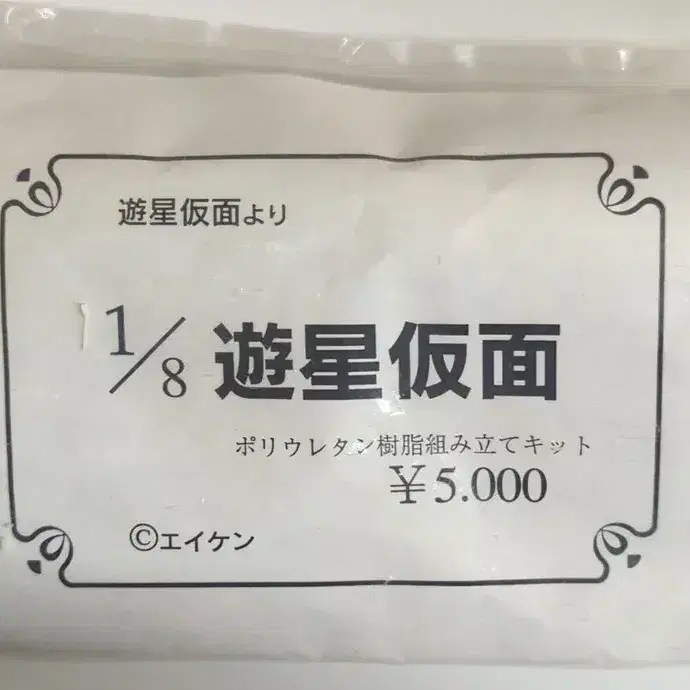 遊星仮面より
1/8 遊星仮面
ポリウレタン樹脂組み立てキット
¥5.000
©エイケン